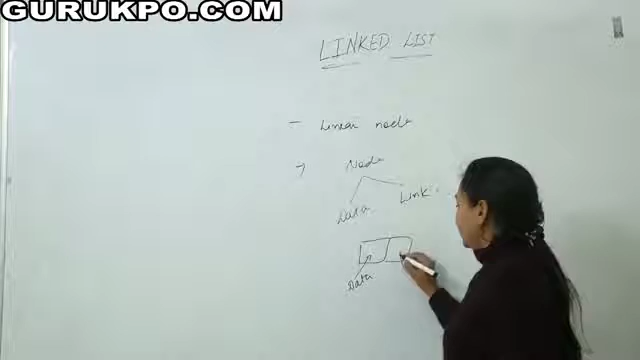 GURUKPO.COM
LINKED LIST
- Linear node
→ Node
Data Link
Data